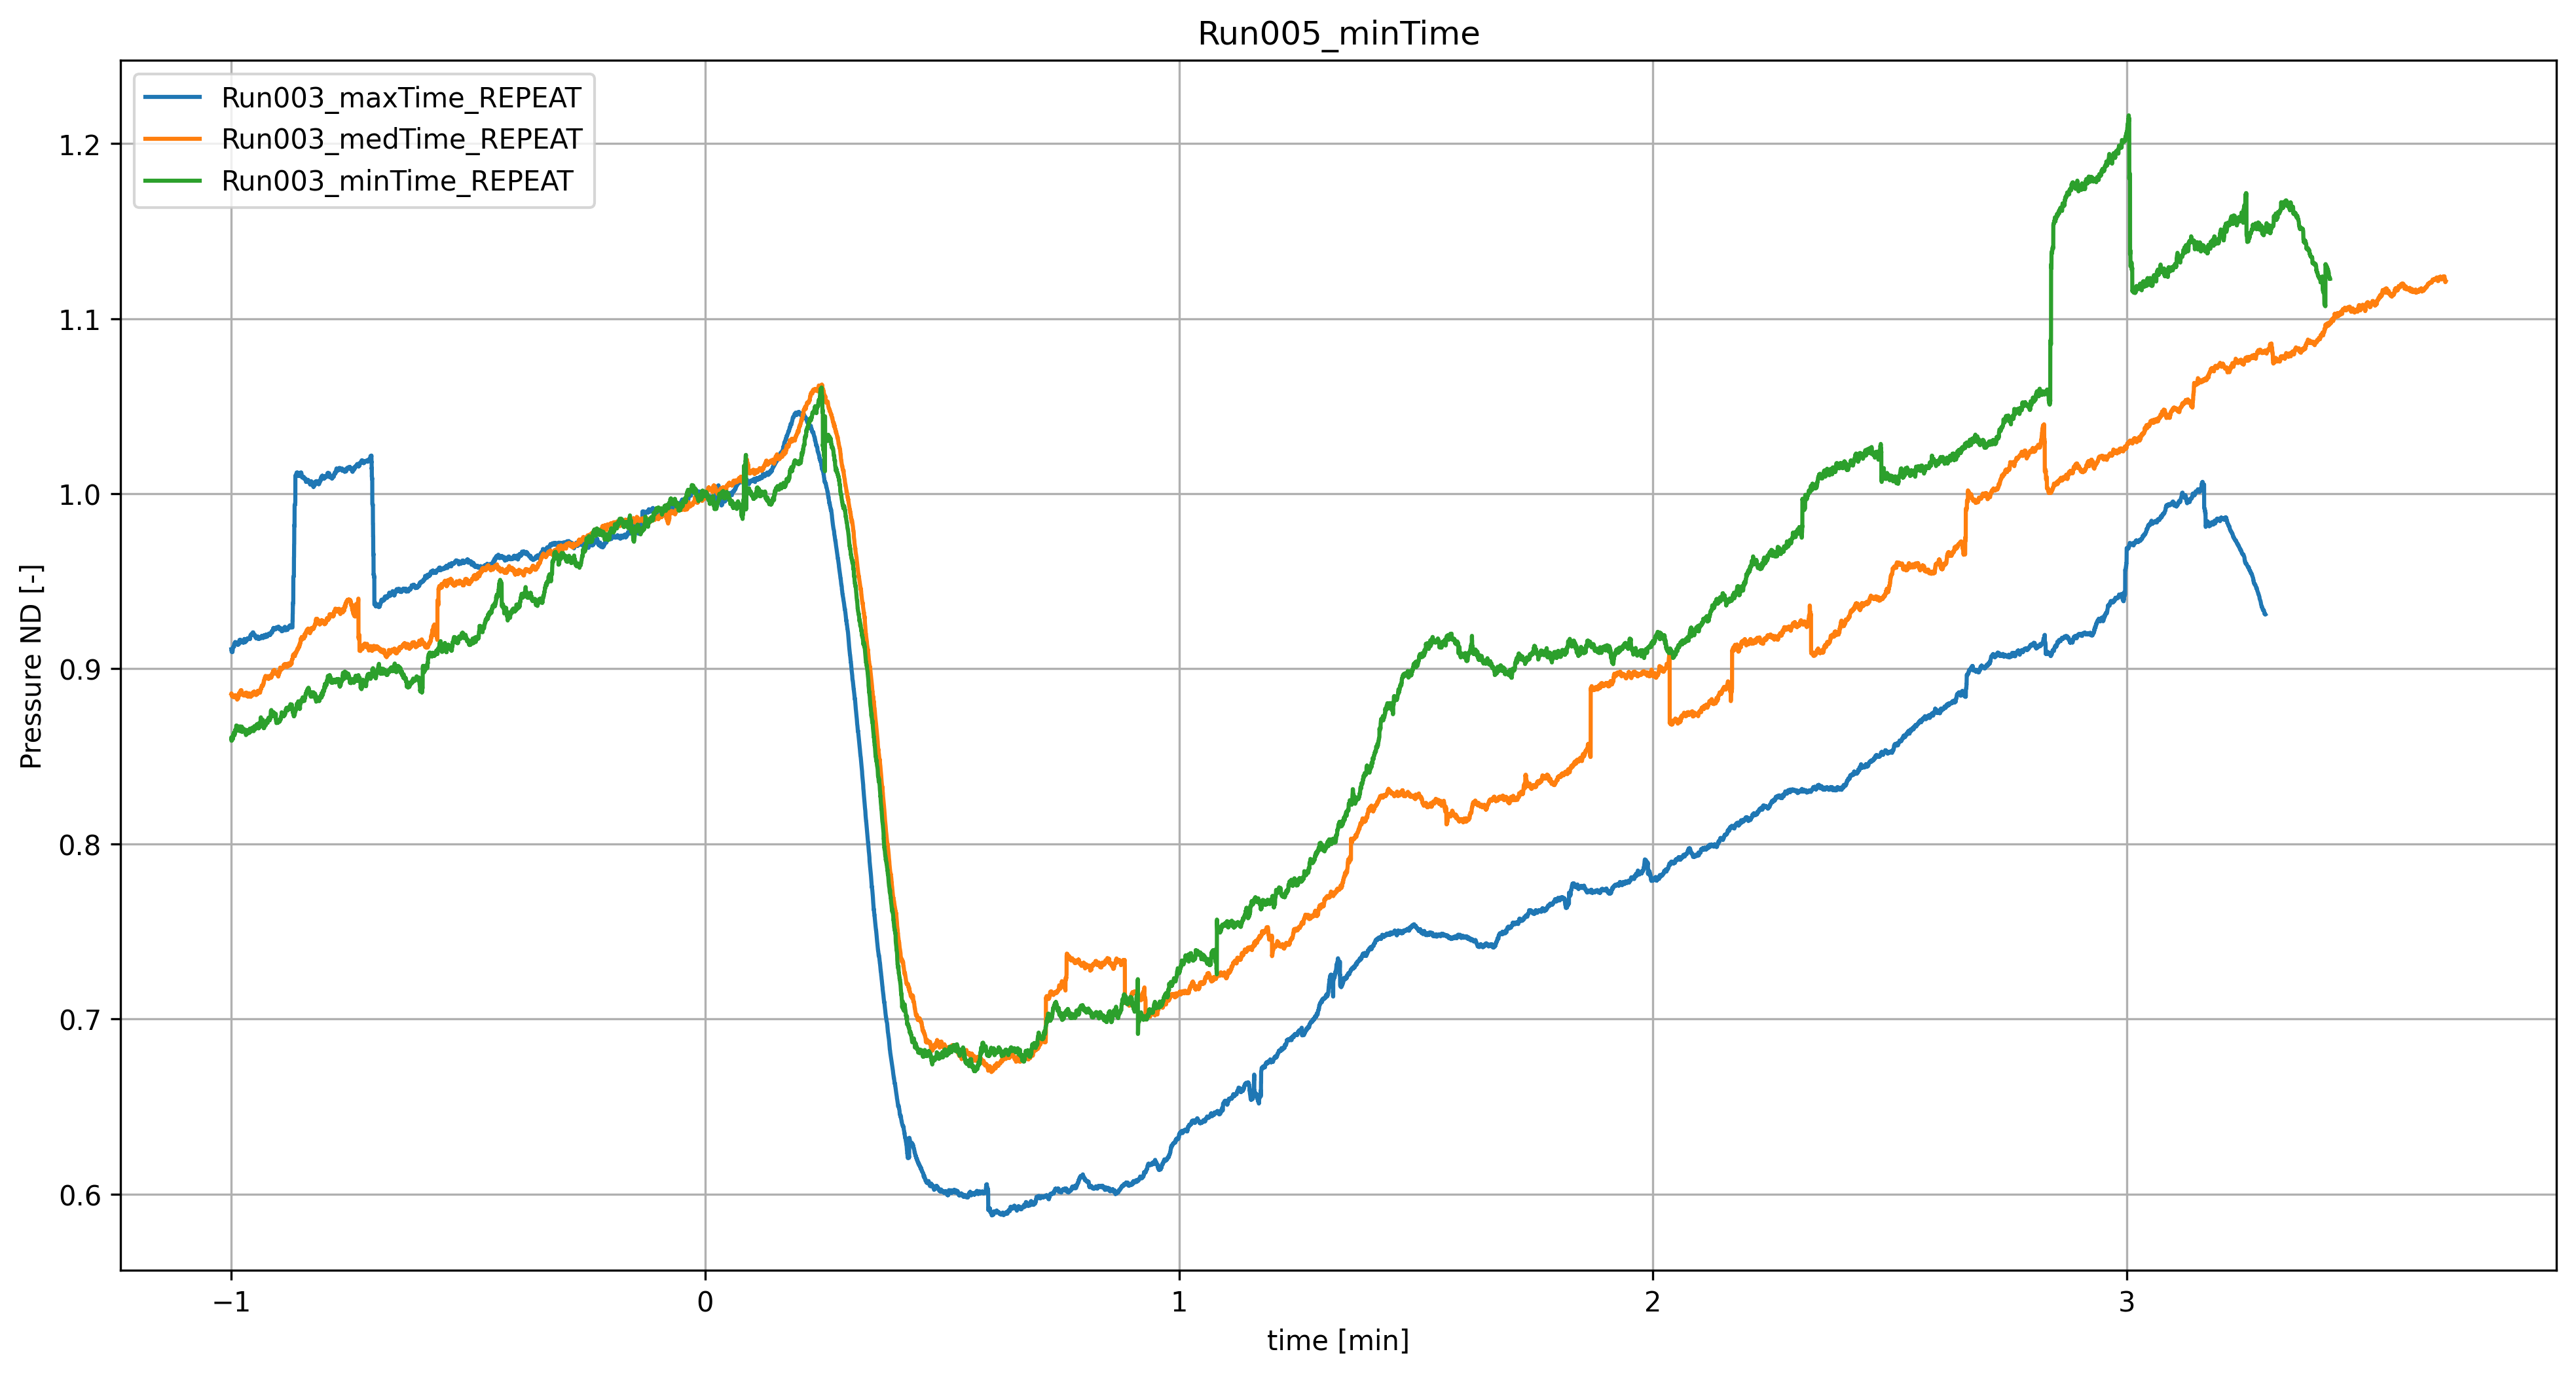 Run005_minTime
Run003_maxTime_REPEAT
Run003_medTime_REPEAT
Run003_minTime_REPEAT
1.2
1.1
1.0
0.9
0.8
0.7
0.6
Pressure ND [-]
−1 0 1 2 3
time [min]